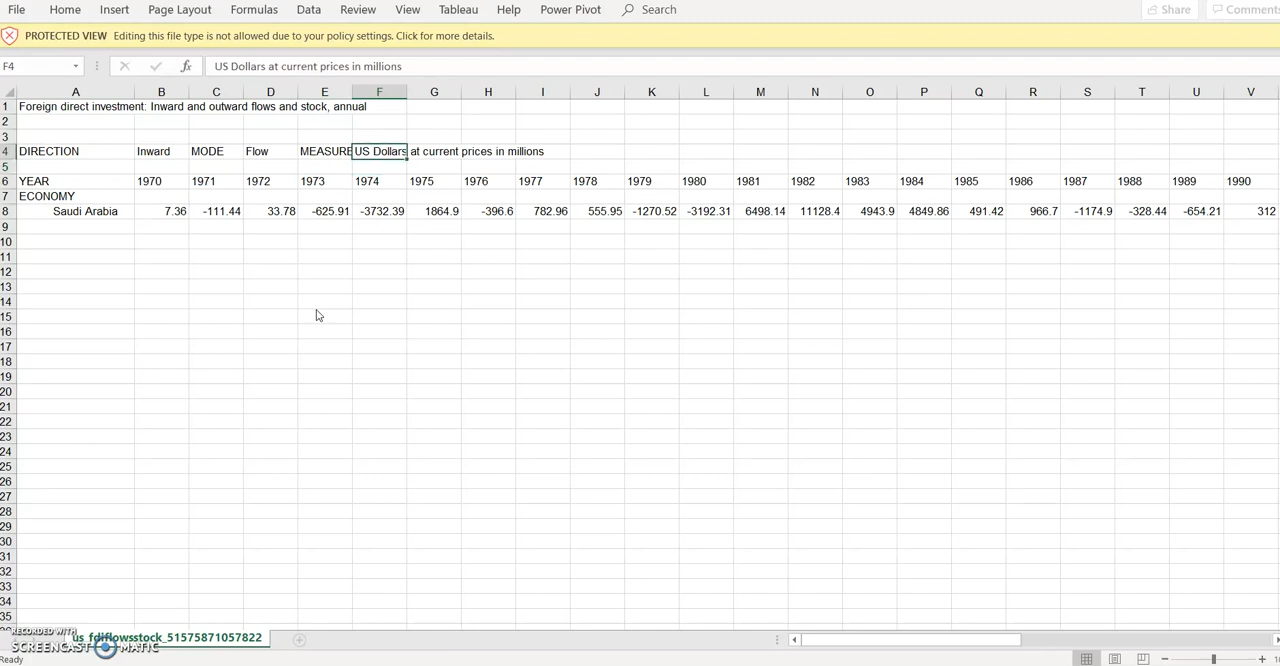 File Home Insert Page Layout Formulas Data Review View Tableau Help Power Pivot Search Share Comments
PROTECTED VIEW Editing this file type is not allowed due to your policy settings. Click for more details.
F4 fx US Dollars at current prices in millions
A B C D E F G H I J K L M N O P Q R S T U V
1 Foreign direct investment: Inward and outward flows and stock, annual
2
3
4 DIRECTION Inward MODE Flow MEASURE US Dollars at current prices in millions
5
6 YEAR 1970 1971 1972 1973 1974 1975 1976 1977 1978 1979 1980 1981 1982 1983 1984 1985 1986 1987 1988 1989 1990
7 ECONOMY
8 Saudi Arabia 7.36 -111.44 33.78 -625.91 -3732.39 1864.9 -396.6 782.96 555.95 -1270.52 -3192.31 6498.14 11128.4 4943.9 4849.86 491.42 966.7 -1174.9 -328.44 -654.21 312
9
10
11
12
13
14
15
16
17
18
19
20
21
22
23
24
25
26
27
28
29
30
31
32
33
34
35
RECORDED WITH
SCREENCAST MATIC
us_fdiflowsstock_51575871057822
Ready